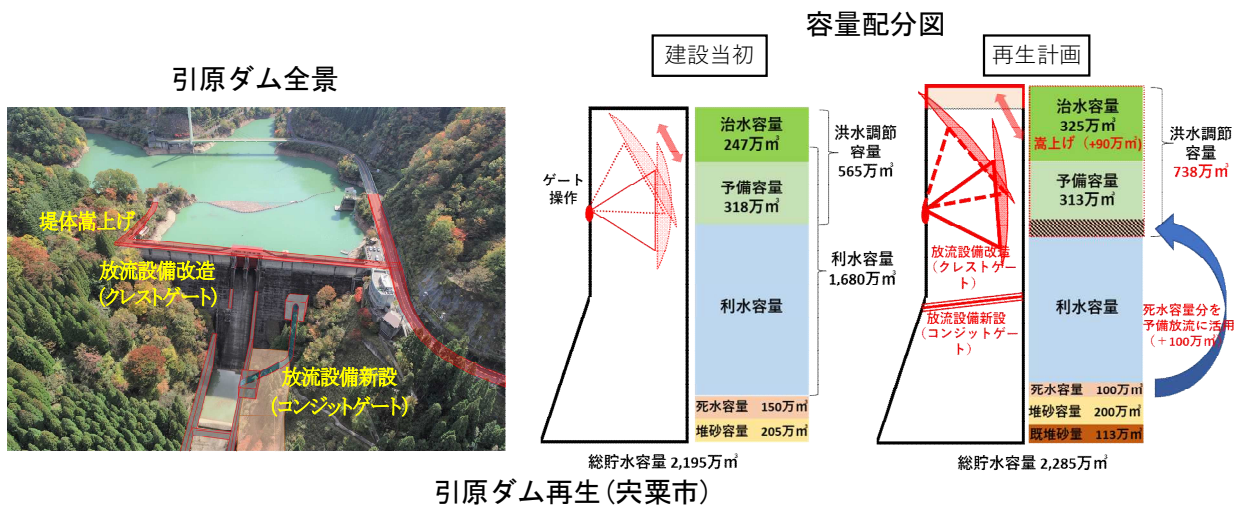 容量配分図
引原ダム全景
堤体嵩上げ
放流設備改造
(クレストゲート)
放流設備新設
(コンジットゲート)
建設当初
ゲート
操作
治水容量
247万㎥
予備容量
318万㎥
利水容量
死水容量 150万㎥
堆砂容量 205万㎥
洪水調節
容量
565万㎥
利水容量
1,680万㎥
総貯水容量 2,195万㎥
再生計画
放流設備改造
(クレストゲー
ト)
放流設備新設
(コンジットゲー
ト)
治水容量
325万㎥
嵩上げ (+90万㎥)
予備容量
313万㎥
利水容量
死水容量 100万㎥
堆砂容量 200万㎥
既堆砂量 113万㎥
洪水調節
容量
738万㎥
死水容量分を
予備放流に活用
(+100万㎥)
総貯水容量 2,285万㎥
引原ダム再生(宍粟市)